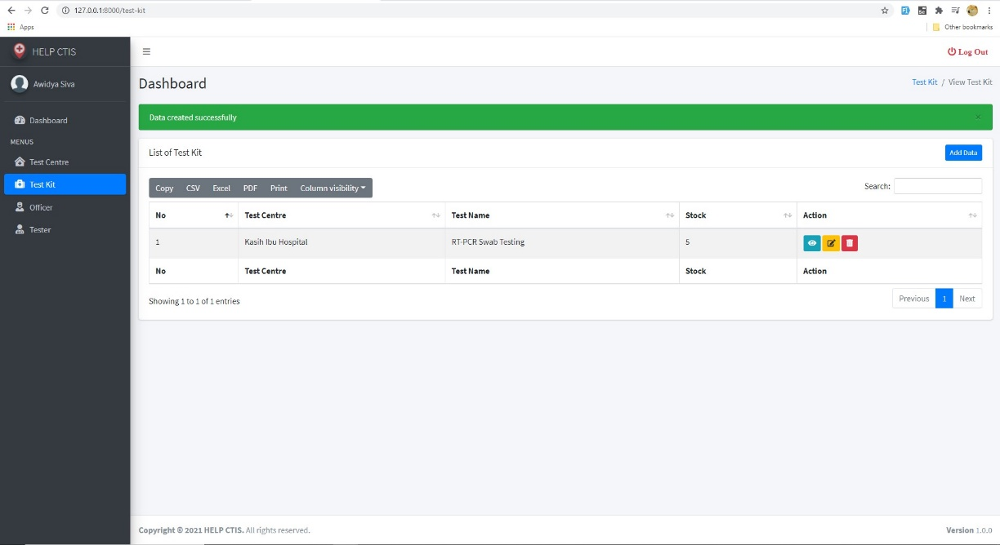 127.0.0.1:8000/test-kit
Apps
Other bookmarks
HELP CTIS
Log Out
Awidya Siva
Dashboard
Test Kit / View Test Kit
Data created successfully
×
Dashboard
MENUS
Test Centre
Test Kit
Officer
Tester
List of Test Kit
Add Data
Copy CSV Excel PDF Print Column visibility
Search:
No Test Centre Test Name Stock Action
1 Kasih Ibu Hospital RT-PCR Swab Testing 5
No Test Centre Test Name Stock Action
Showing 1 to 1 of 1 entries
Previous 1 Next
Copyright © 2021 HELP CTIS. All rights reserved.
Version 1.0.0